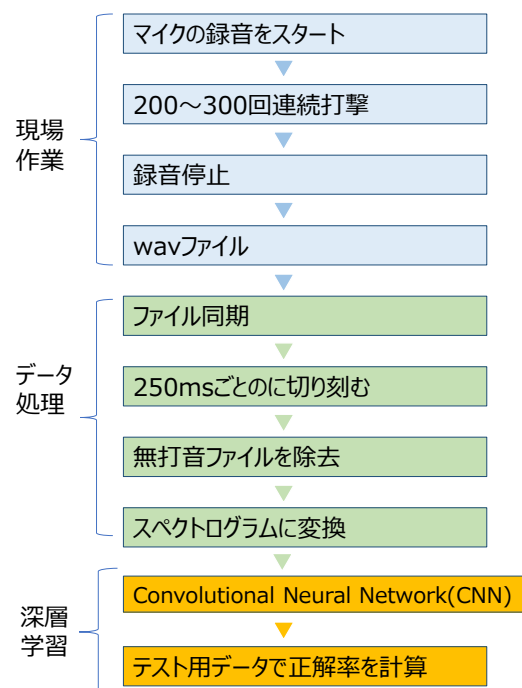 マイクの録音をスタート
200～300回連続打撃
録音停止
wavファイル
現場
作業
ファイル同期
250msごとのに切り刻む
無打音ファイルを除去
スペクトログラムに変換
データ
処理
Convolutional Neural Network(CNN)
テスト用データで正解率を計算
深層
学習